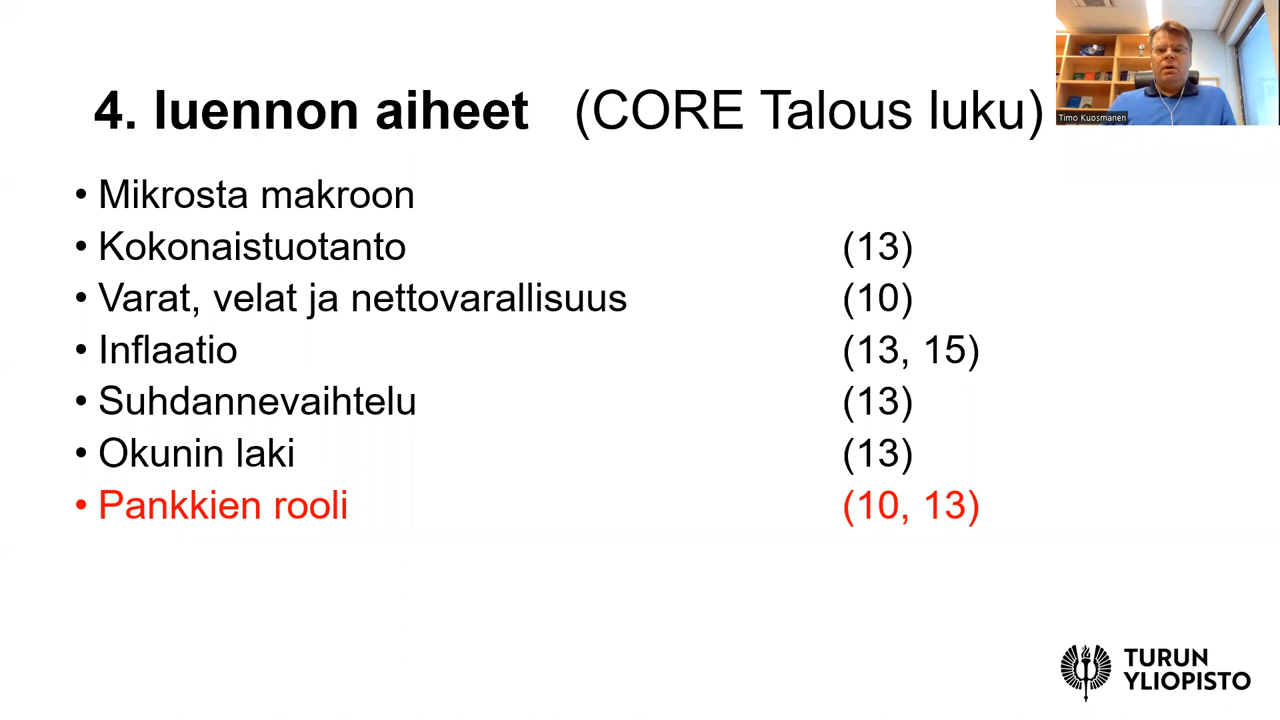 4. luennon aiheet (CORE Talous luku)
Timo Kuosmanen
• Mikrosta makroon
• Kokonaistuotanto (13)
• Varat, velat ja nettovarallisuus (10)
• Inflaatio (13, 15)
• Suhdannevaihtelu (13)
• Okunin laki (13)
• Pankkien rooli (10, 13)
TURUN
YLIOPISTO